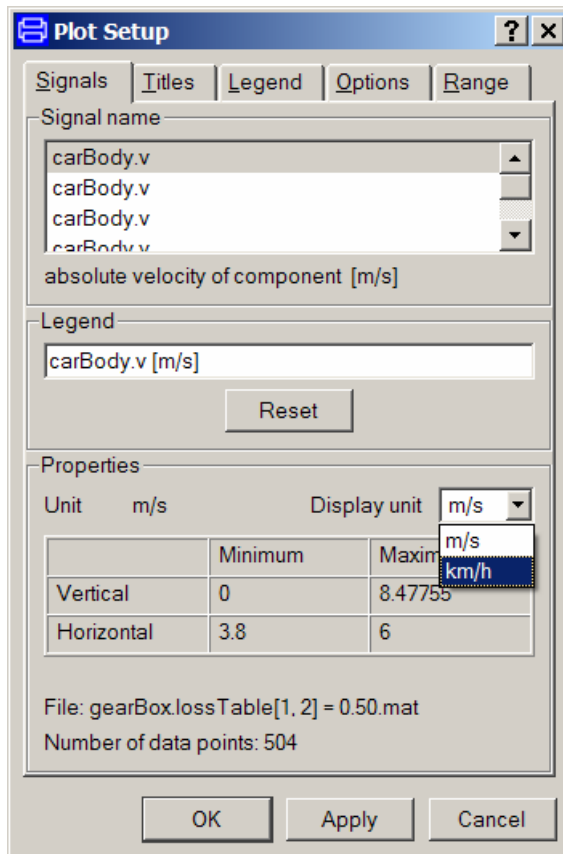 Plot Setup
Signals Titles Legend Options Range
Signal name
carBody.v
carBody.v
carBody.v
carBody.v
absolute velocity of component [m/s]
Legend
carBody.v [m/s]
Reset
Properties
Unit m/s Display unit m/s
m/s
km/h
Minimum Maxim
Vertical 0 8.47755
Horizontal 3.8 6
File: gearBox.lossTable[1, 2] = 0.50.mat
Number of data points: 504
OK Apply Cancel